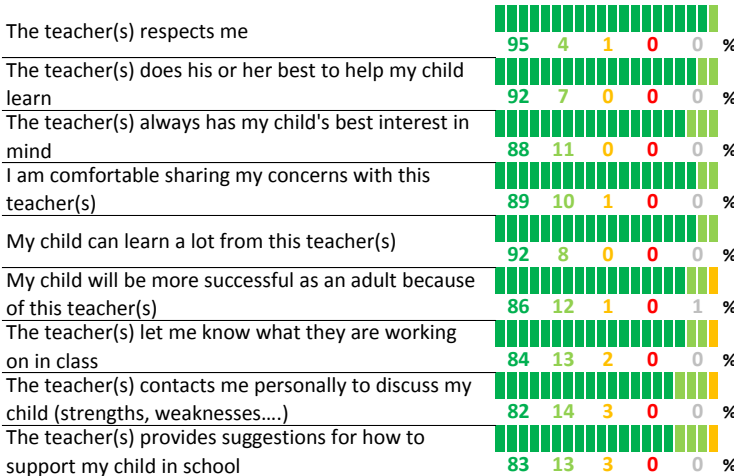 The teacher(s) respects me
95 4 1 0 0 %
The teacher(s) does his or her best to help my child
learn
92 7 0 0 0 %
The teacher(s) always has my child's best interest in
mind
88 11 0 0 0 %
I am comfortable sharing my concerns with this
teacher(s)
89 10 1 0 0 %
My child can learn a lot from this teacher(s)
92 8 0 0 0 %
My child will be more successful as an adult because
of this teacher(s)
86 12 1 0 1 %
The teacher(s) let me know what they are working
on in class
84 13 2 0 0 %
The teacher(s) contacts me personally to discuss my
child (strengths, weaknesses....)
82 14 3 0 0 %
The teacher(s) provides suggestions for how to
support my child in school
83 13 3 0 0 %